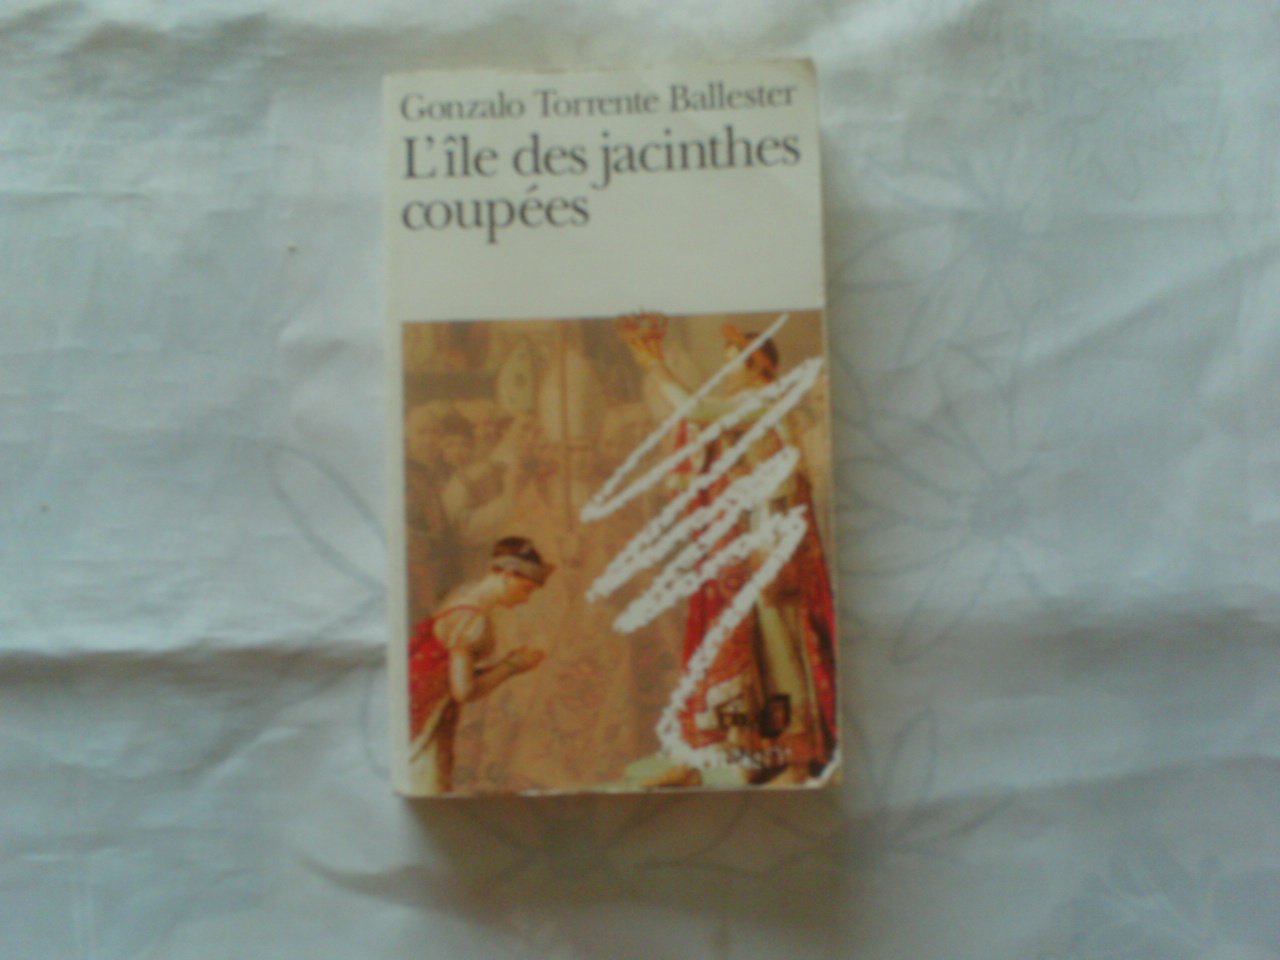 Gonzalo Torrente Ballester
L'île des jacinthes
coupées